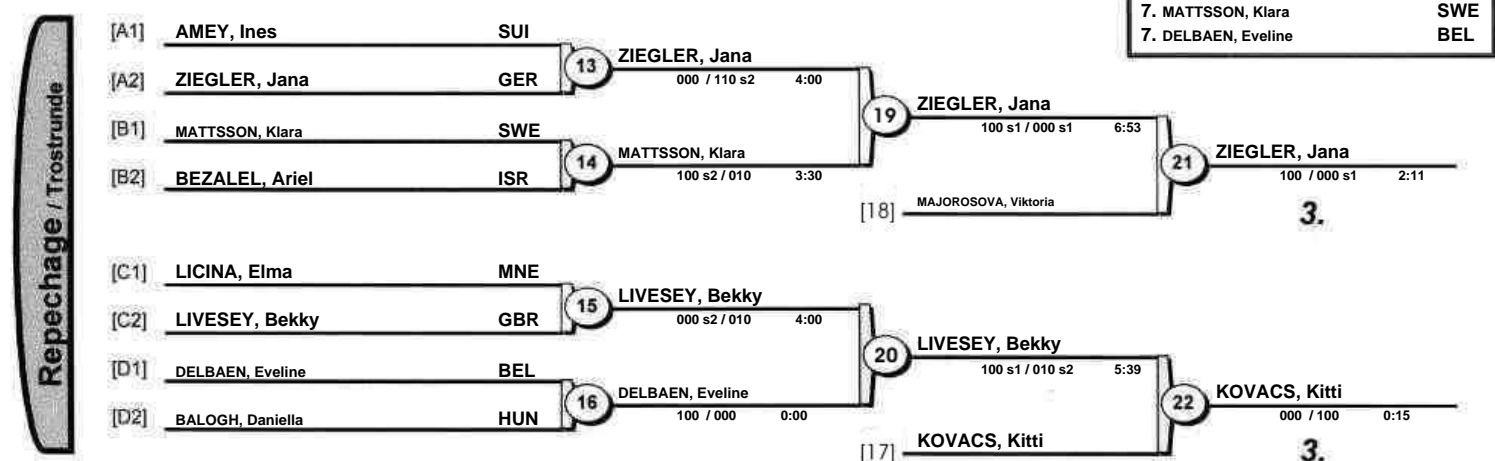 7. MATTSSON, Klara SWE
7. DELBAEN, Eveline BEL
Repechage / Trostrunde
[A1] AMEY, Ines SUI
13 ZIEGLER, Jana
000 / 110 s2 4:00
[A2] ZIEGLER, Jana GER
19 ZIEGLER, Jana
100 s1 / 000 s1 6:53
[B1] MATTSSON, Klara SWE
14 MATTSSON, Klara
100 s2 / 010 3:30
[B2] BEZALEL, Ariel ISR
21 ZIEGLER, Jana
100 / 000 s1 2:11
[18] MAJOROSOVA, Viktoria
3.
[C1] LICINA, Elma MNE
15 LIVESEY, Bekky
000 s2 / 010 4:00
[C2] LIVESEY, Bekky GBR
20 LIVESEY, Bekky
100 s1 / 010 s2 5:39
[D1] DELBAEN, Eveline BEL
16 DELBAEN, Eveline
100 / 000 0:00
[D2] BALOGH, Daniella HUN
22 KOVACS, Kitti
000 / 100 0:15
[17] KOVACS, Kitti
3.